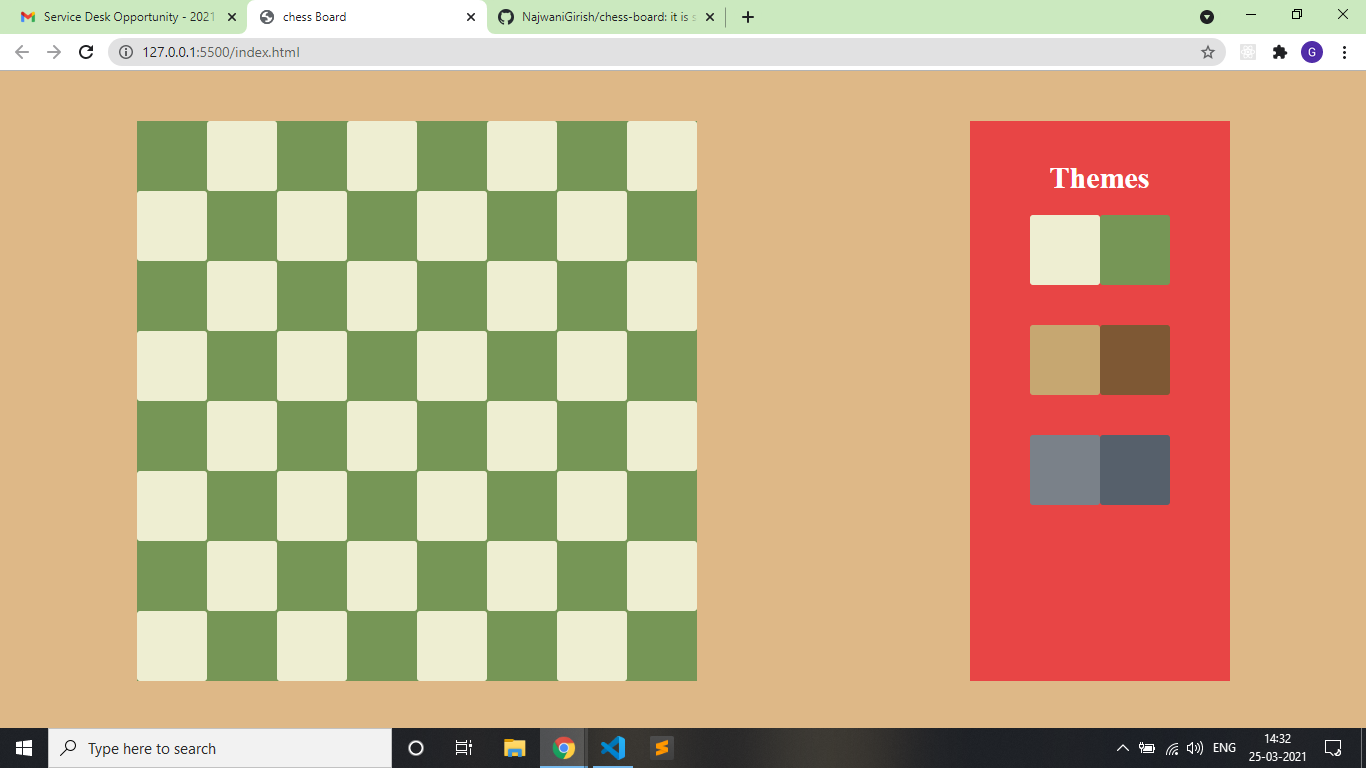 Service Desk Opportunity - 2021
chess Board
NajwaniGirish/chess-board: it is s
127.0.0.1:5500/index.html
G
Themes
Type here to search
ENG
14:32
25-03-2021